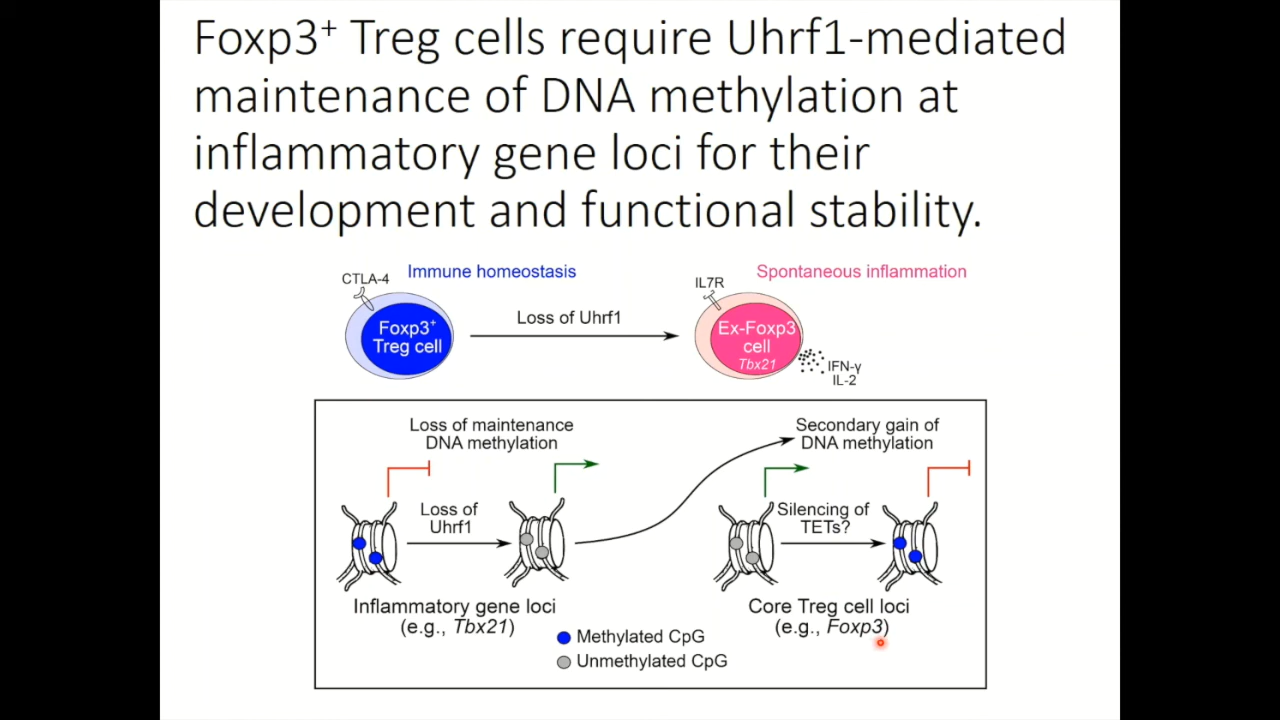 Foxp3⁺ Treg cells require Uhrf1-mediated
maintenance of DNA methylation at
inflammatory gene loci for their
development and functional stability.
CTLA-4
Immune homeostasis
Foxp3⁺
Treg cell
Loss of Uhrf1
Spontaneous inflammation
IL7R
Ex-Foxp3
cell
Tbx21
IFN-γ
IL-2
Loss of maintenance
DNA methylation
Loss of
Uhrf1
Inflammatory gene loci
(e.g., Tbx21)
Secondary gain of
DNA methylation
Silencing of
TETs?
Core Treg cell loci
(e.g., Foxp3)
Methylated CpG
Unmethylated CpG